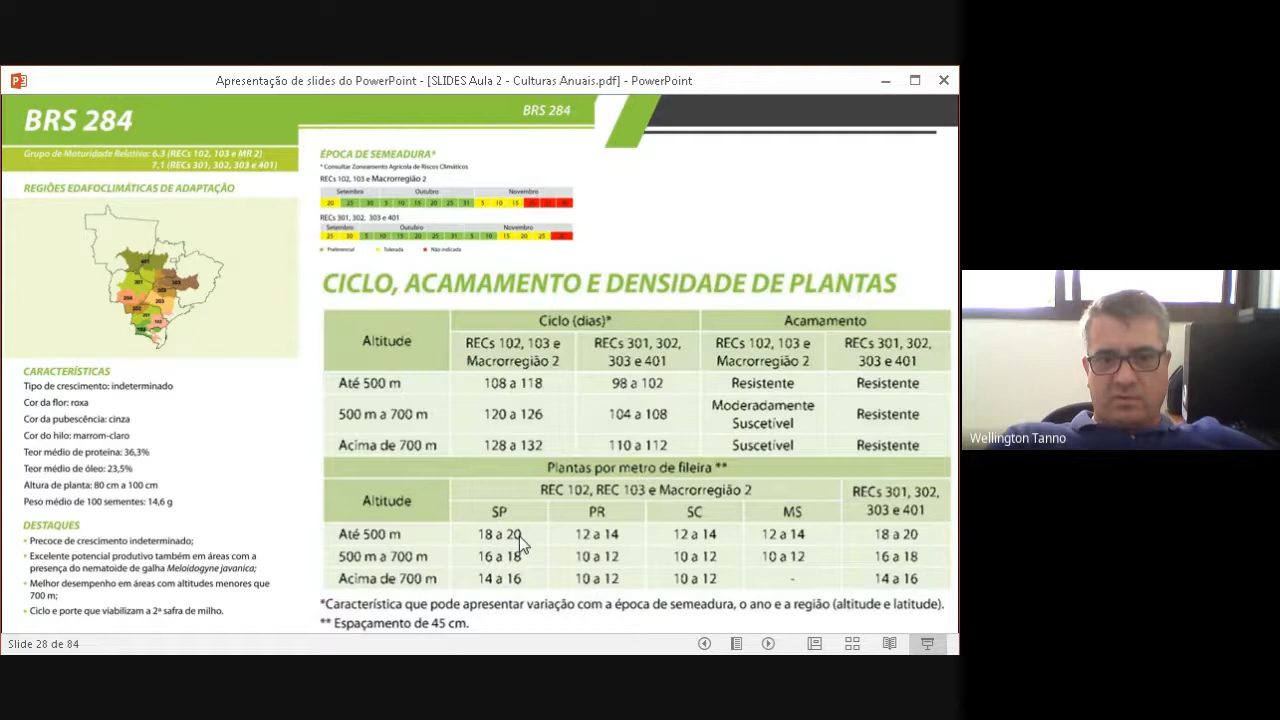 Apresentação de slides do PowerPoint - [SLIDES Aula 2 - Culturas Anuais.pdf] - PowerPoint
BRS 284
BRS 284
Grupo de Maturidade Relativa: 6.3 (RECs 102, 103 e MR 2)
7.1 (RECs 301, 302, 303 e 401)
REGIÕES EDAFOCLIMÁTICAS DE ADAPTAÇÃO
CARACTERÍSTICAS
Tipo de crescimento: indeterminado
Cor da flor: roxa
Cor da pubescência: cinza
Cor do hilo: marrom-claro
Teor médio de proteína: 36,3%
Teor médio de óleo: 23,5%
Altura de planta: 80 cm a 100 cm
Peso médio de 100 sementes: 14,6 g
DESTAQUES
• Precoce de crescimento indeterminado;
• Excelente potencial produtivo também em áreas com a
presença do nematoide de galha Meloidogyne javanica;
• Melhor desempenho em áreas com altitudes menores que
700 m;
• Ciclo e porte que viabilizam a 2ª safra de milho.
ÉPOCA DE SEMEADURA*
* Consultar Zoneamento Agrícola de Riscos Climáticos
RECs 102, 103 e Macrorregião 2
Setembro Outubro Novembro
20 25 30 5 10 15 20 25 31 5 10 15
RECs 301, 302, 303 e 401
Setembro Outubro Novembro
25 30 5 10 15 20 25 31 5 10 15 20 25
Preferencial Tolerada Não indicada
CICLO, ACAMAMENTO E DENSIDADE DE PLANTAS
Altitude Ciclo (dias)* Acamamento
RECs 102, 103 e Macrorregião 2 RECs 301, 302, 303 e 401 RECs 102, 103 e Macrorregião 2 RECs 301, 302, 303 e 401
Até 500 m 108 a 118 98 a 102 Resistente Resistente
500 m a 700 m 120 a 126 104 a 108 Moderadamente Suscetível Resistente
Acima de 700 m 128 a 132 110 a 112 Suscetível Resistente
Plantas por metro de fileira **
Altitude REC 102, REC 103 e Macrorregião 2 RECs 301, 302, 303 e 401
SP PR SC MS
Até 500 m 18 a 20 12 a 14 12 a 14 12 a 14 18 a 20
500 m a 700 m 16 a 18 10 a 12 10 a 12 10 a 12 16 a 18
Acima de 700 m 14 a 16 10 a 12 10 a 12 - 14 a 16
*Característica que pode apresentar variação com a época de semeadura, o ano e a região (altitude e latitude).
** Espaçamento de 45 cm.
Slide 28 de 84
Wellington Tanno